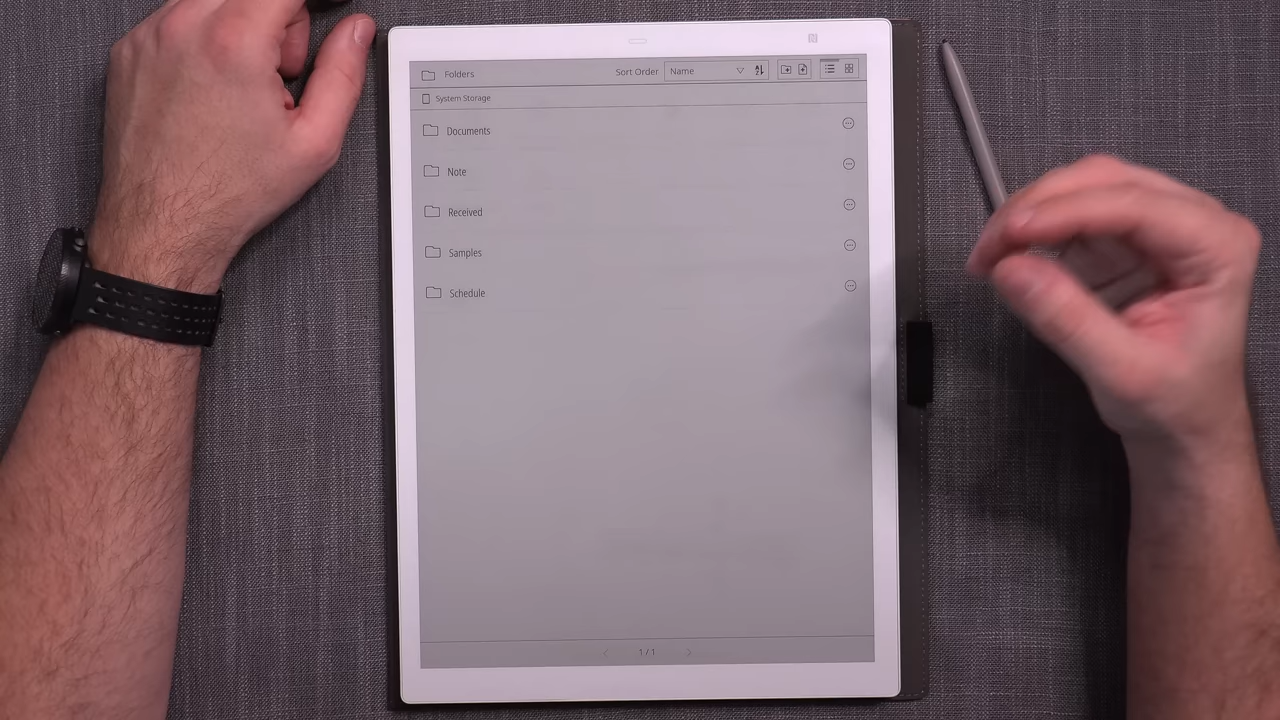 Folders
Sort Order Name
System Storage
Documents
Note
Received
Samples
Schedule
1/1